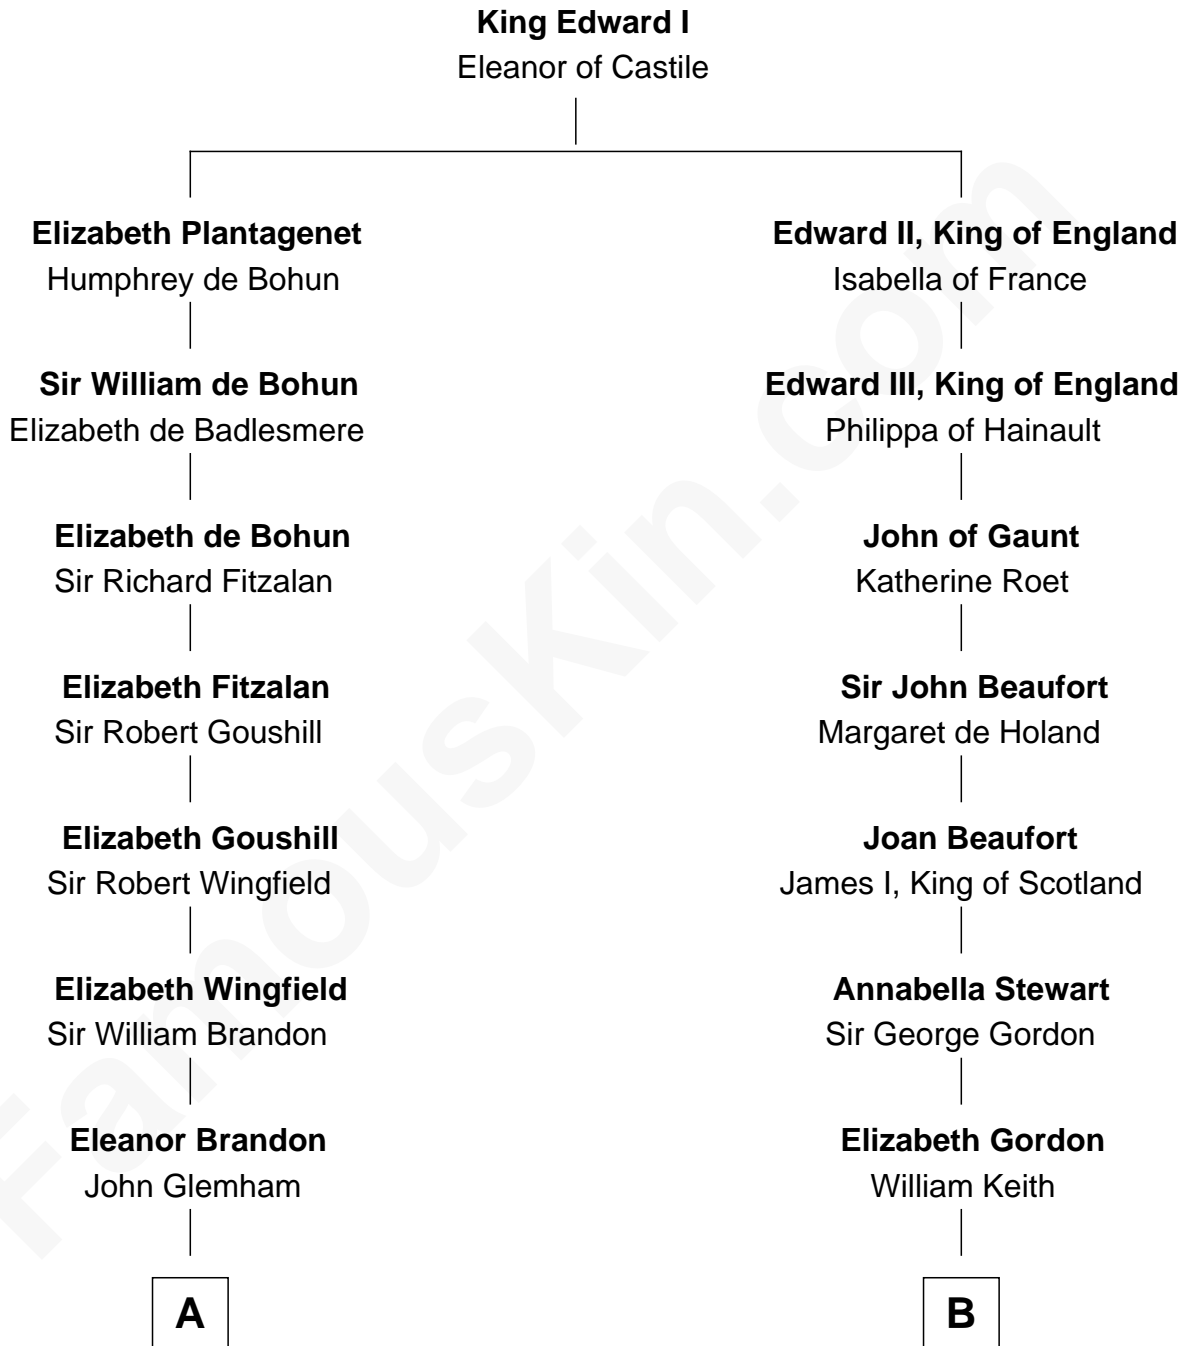 King Edward I
Eleanor of Castile
Elizabeth Plantagenet
Humphrey de Bohun
Edward II, King of England
Isabella of France
Sir William de Bohun
Elizabeth de Badlesmere
Edward III, King of England
Philippa of Hainault
Elizabeth de Bohun
Sir Richard Fitzalan
John of Gaunt
Katherine Roet
Elizabeth Fitzalan
Sir Robert Goushill
Sir John Beaufort
Margaret de Holand
Elizabeth Goushill
Sir Robert Wingfield
Joan Beaufort
James I, King of Scotland
Elizabeth Wingfield
Sir William Brandon
Annabella Stewart
Sir George Gordon
Eleanor Brandon
John Glemham
Elizabeth Gordon
William Keith
A
B
FamousKin.com